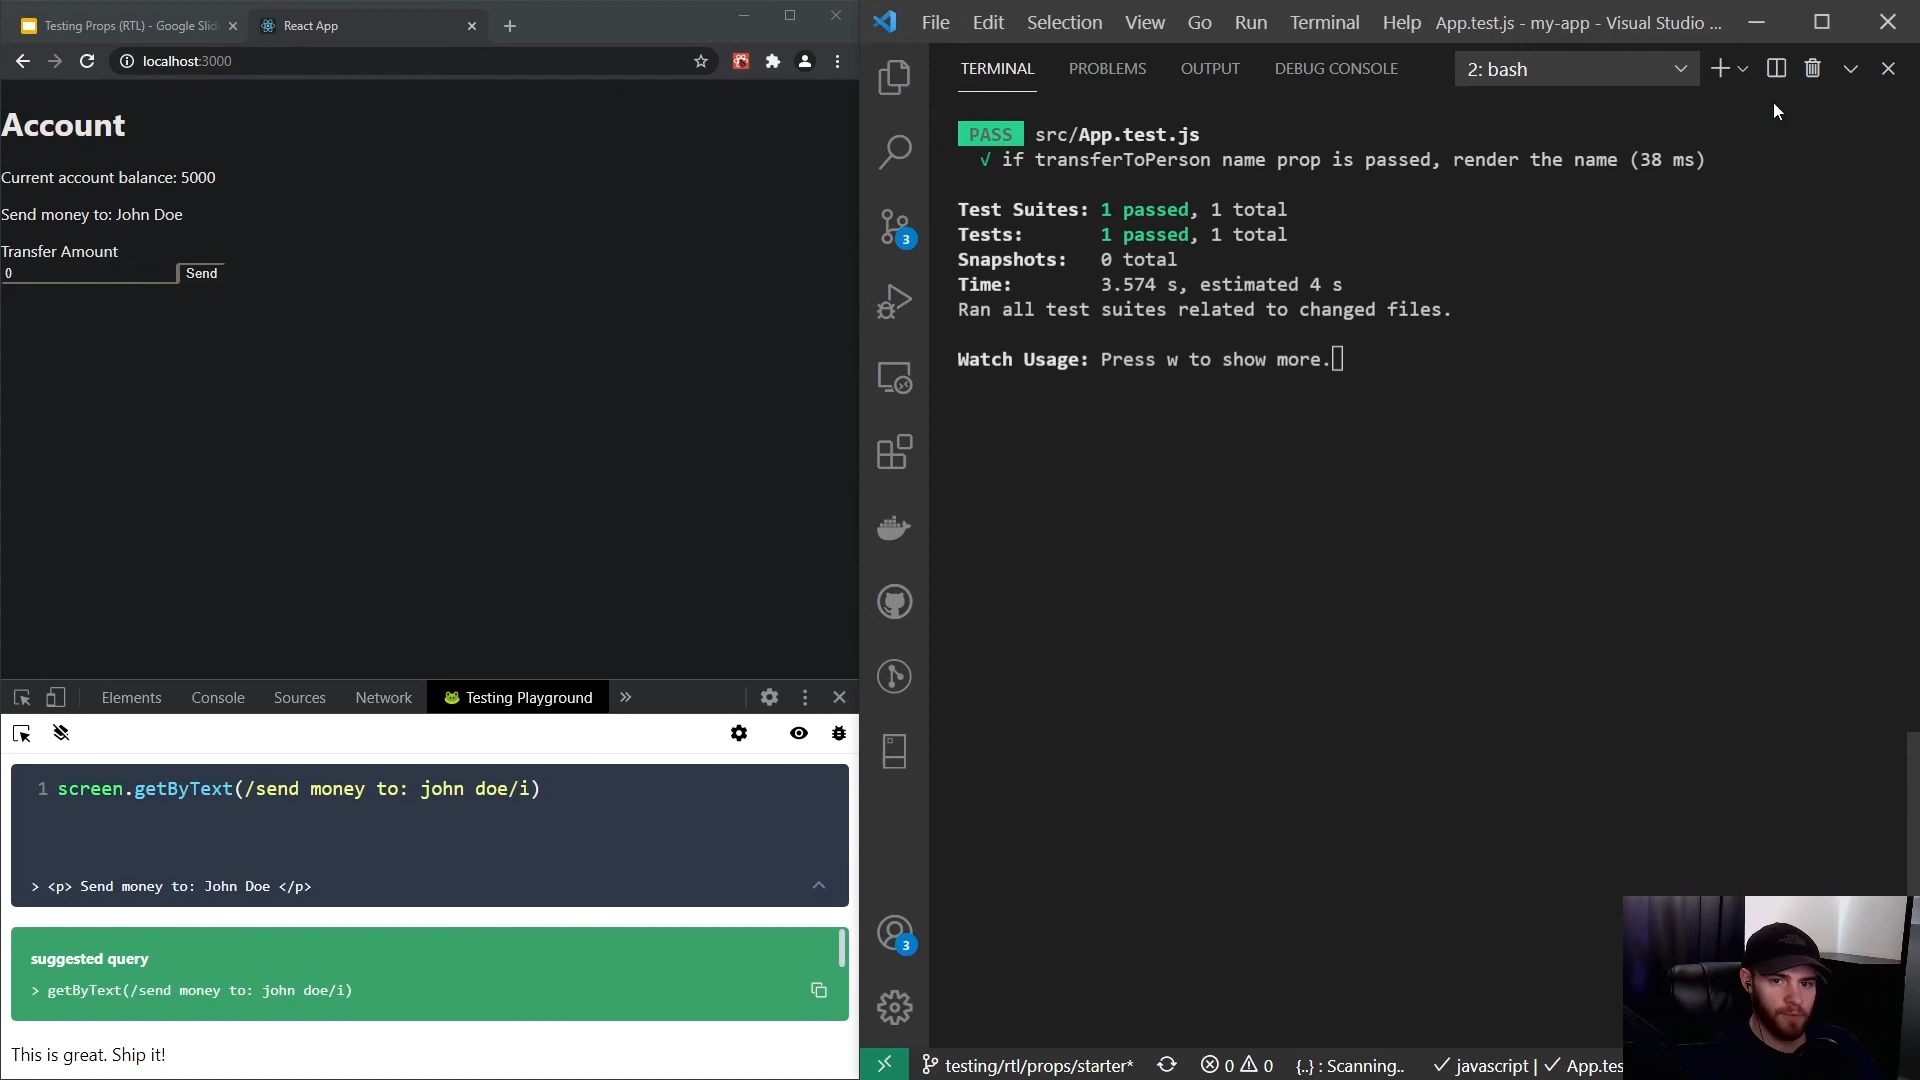 Testing Props (RTL) - Google Slid
React App
localhost:3000
Account
Current account balance: 5000
Send money to: John Doe
Transfer Amount
0
Send
Elements
Console
Sources
Network
Testing Playground
1 screen.getByText(/send money to: john doe/i)
> <p> Send money to: John Doe </p>
suggested query
> getByText(/send money to: john doe/i)
This is great. Ship it!
File Edit Selection View Go Run Terminal Help App.test.js - my-app - Visual Studio ...
TERMINAL PROBLEMS OUTPUT DEBUG CONSOLE 2: bash
PASS src/App.test.js
√ if transferToPerson name prop is passed, render the name (38 ms)
Test Suites: 1 passed, 1 total
Tests: 1 passed, 1 total
Snapshots: 0 total
Time: 3.574 s, estimated 4 s
Ran all test suites related to changed files.
Watch Usage: Press w to show more.
3
3
testing/rtl/props/starter* 0 0 {..} : Scanning.. ✓ javascript | ✓ App.tes